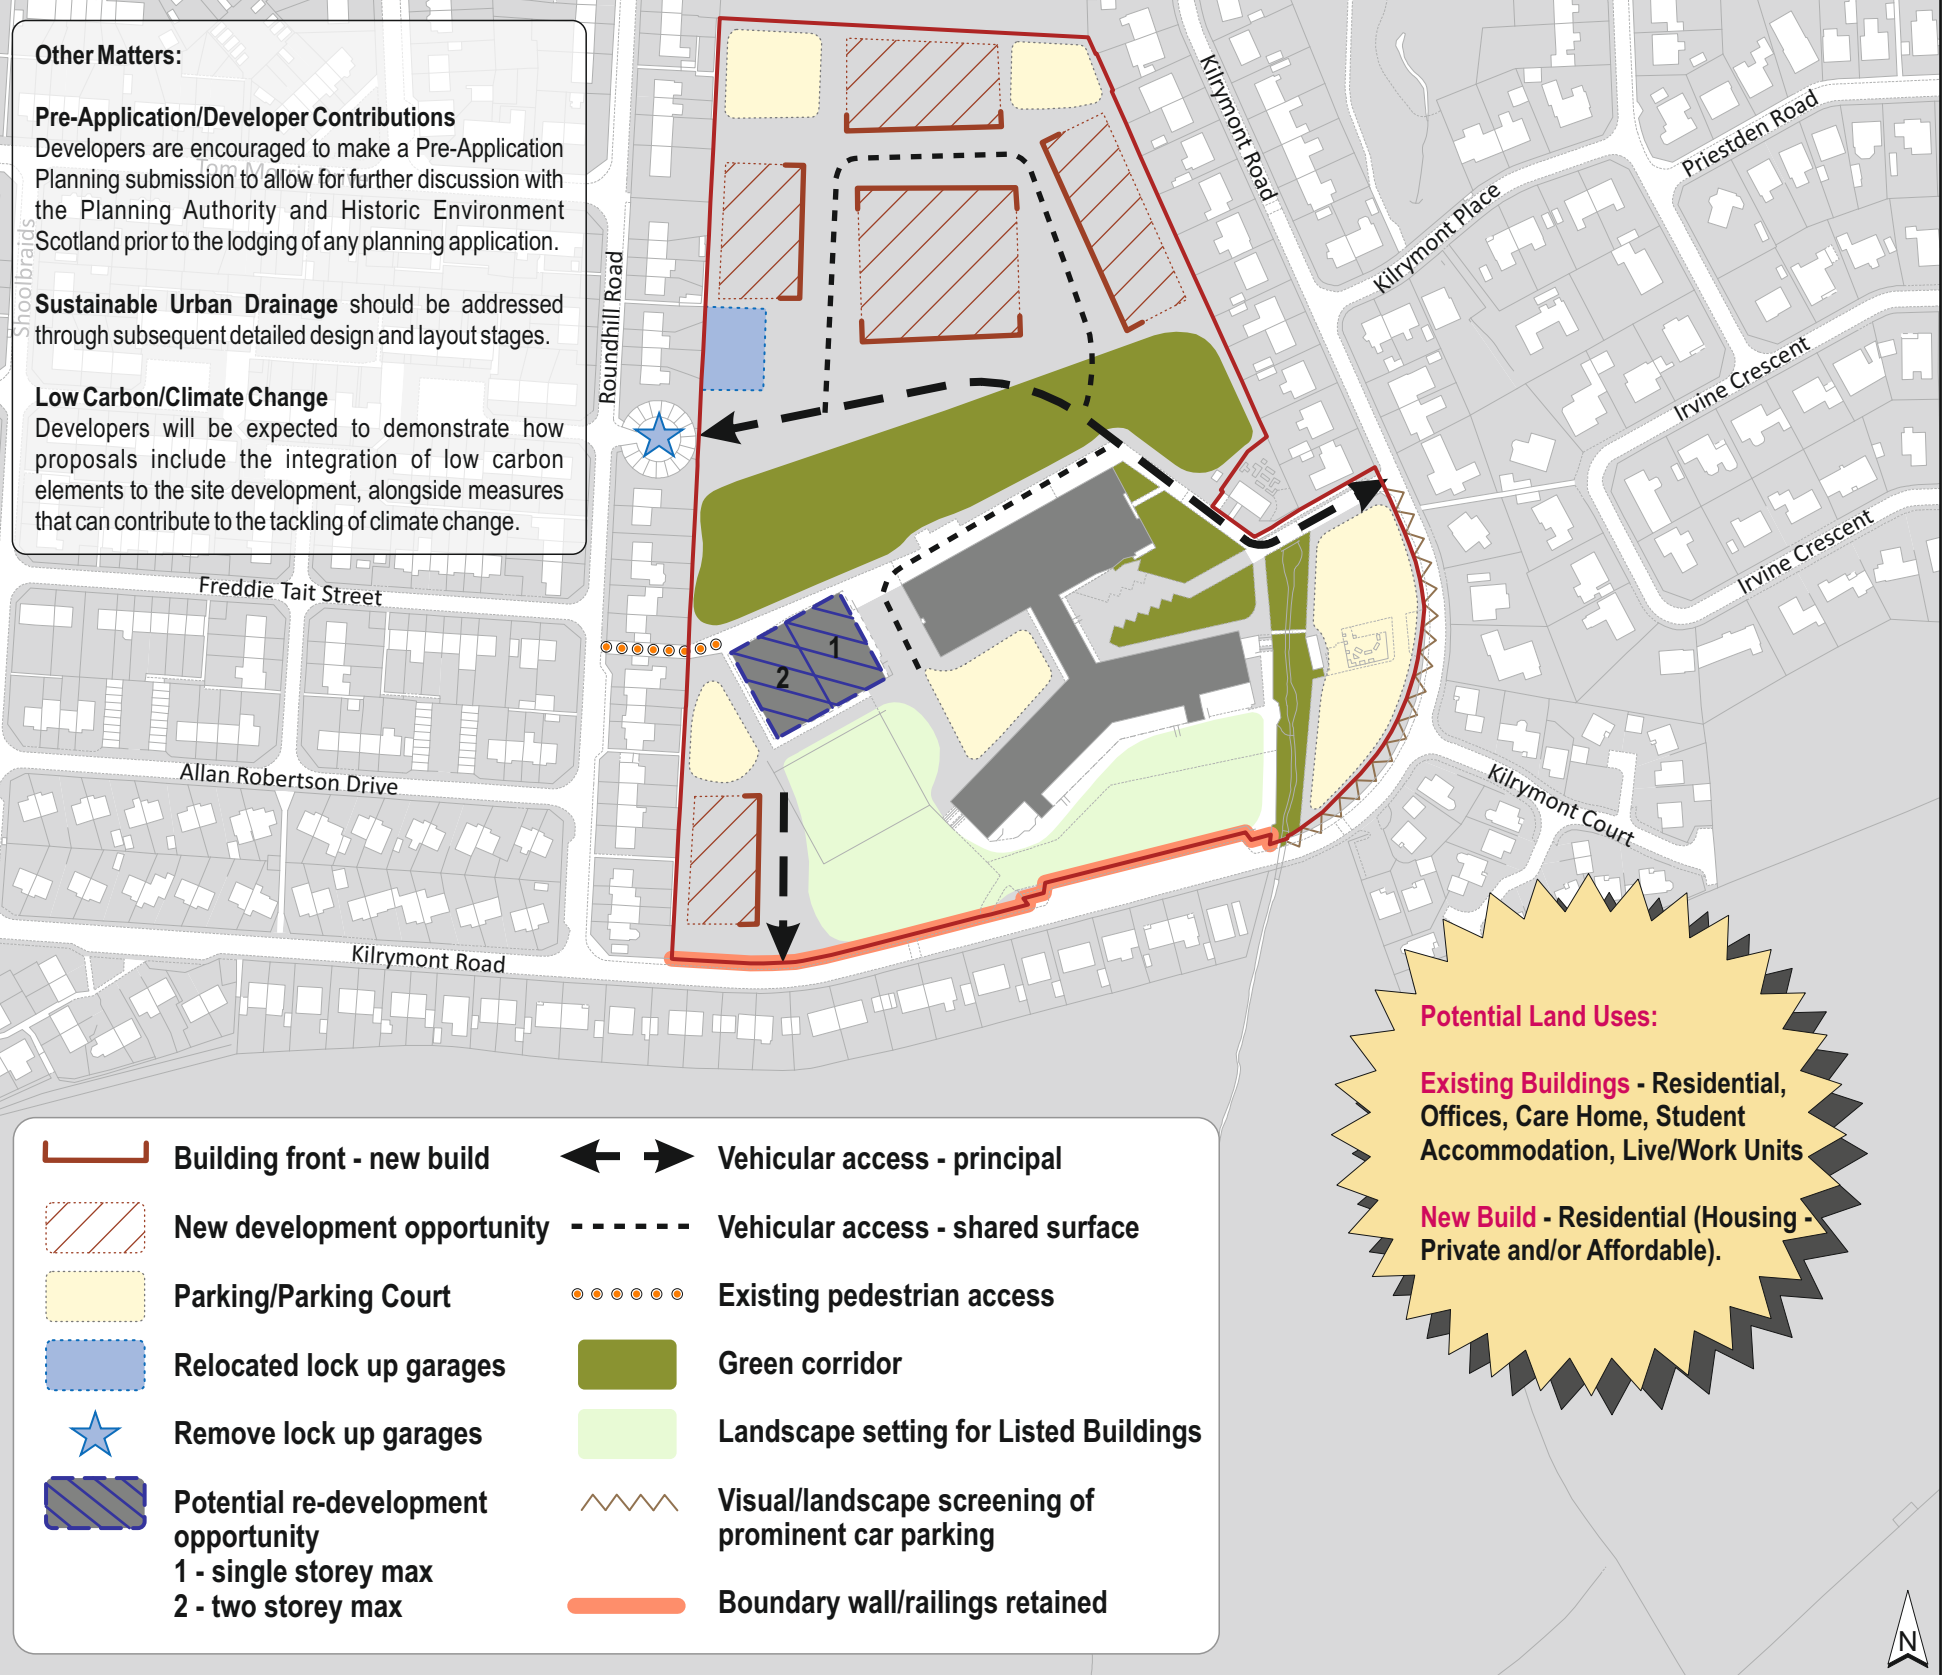 Other Matters:
Pre-Application/Developer Contributions
Developers are encouraged to make a Pre-Application
Planning submission to allow for further discussion with
the Planning Authority and Historic Environment
Scotland prior to the lodging of any planning application.
Sustainable Urban Drainage should be addressed
through subsequent detailed design and layout stages.
Low Carbon/Climate Change
Developers will be expected to demonstrate how
proposals include the integration of low carbon
elements to the site development, alongside measures
that can contribute to the tackling of climate change.
Tom Morris Drive
Shoolbraids
Roundhill Road
Kilrymont Road
Kilrymont Place
Priestden Road
Irvine Crescent
Irvine Crescent
Freddie Tait Street
1
2
Allan Robertson Drive
Kilrymont Court
Kilrymont Road
Potential Land Uses:
Existing Buildings - Residential,
Offices, Care Home, Student
Accommodation, Live/Work Units
New Build - Residential (Housing -
Private and/or Affordable).
Building front - new build
New development opportunity
Parking/Parking Court
Relocated lock up garages
Remove lock up garages
Potential re-development
opportunity
1 - single storey max
2 - two storey max
Vehicular access - principal
Vehicular access - shared surface
Existing pedestrian access
Green corridor
Landscape setting for Listed Buildings
Visual/landscape screening of
prominent car parking
Boundary wall/railings retained
N